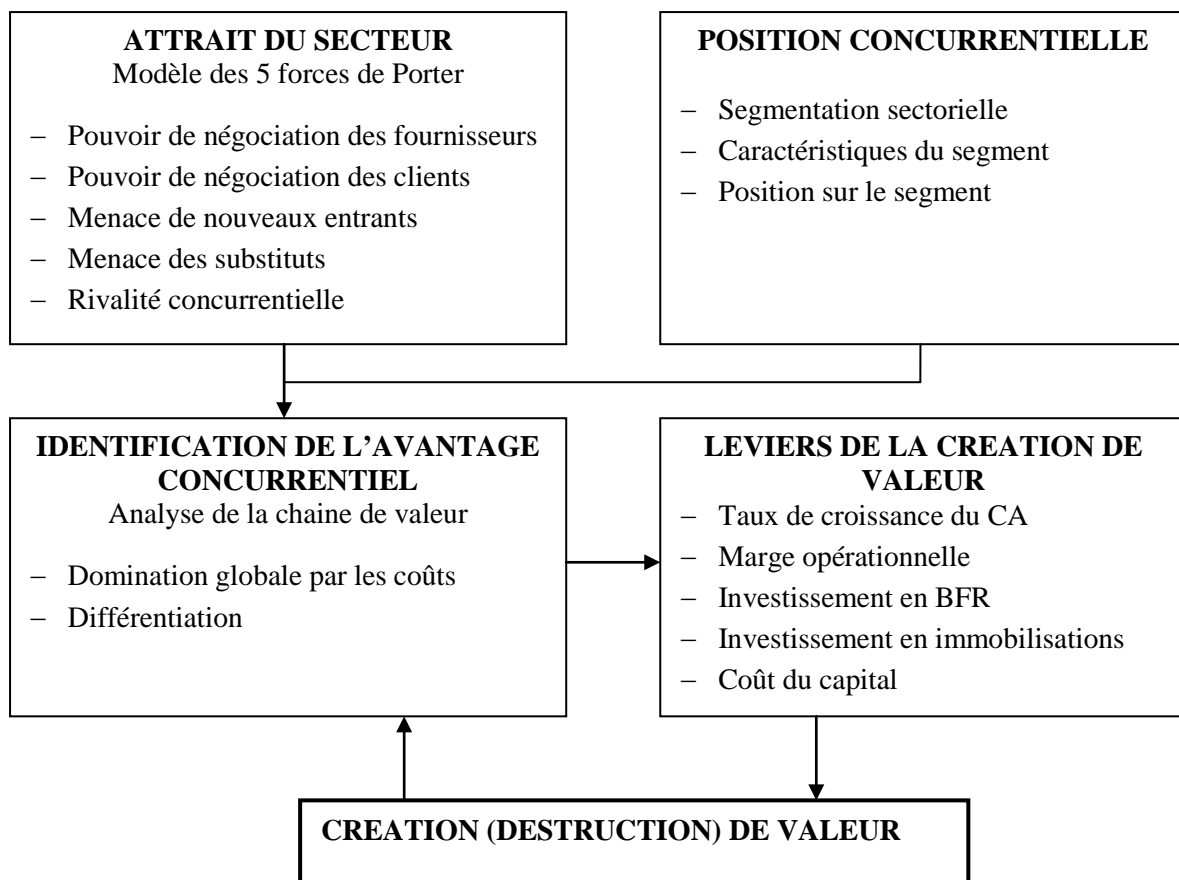 ATTRAIT DU SECTEUR
Modèle des 5 forces de Porter
– Pouvoir de négociation des fournisseurs
– Pouvoir de négociation des clients
– Menace de nouveaux entrants
– Menace des substituts
– Rivalité concurrentielle
POSITION CONCURRENTIELLE
– Segmentation sectorielle
– Caractéristiques du segment
– Position sur le segment
IDENTIFICATION DE L’AVANTAGE
CONCURRENTIEL
Analyse de la chaine de valeur
– Domination globale par les coûts
– Différentiation
LEVIERS DE LA CREATION DE
VALEUR
– Taux de croissance du CA
– Marge opérationnelle
– Investissement en BFR
– Investissement en immobilisations
– Coût du capital
CREATION (DESTRUCTION) DE VALEUR